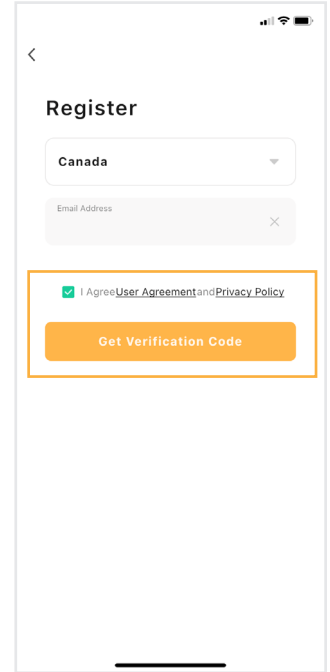 Register
Canada
Email Address
I AgreeUser AgreementandPrivacy Policy
Get Verification Code